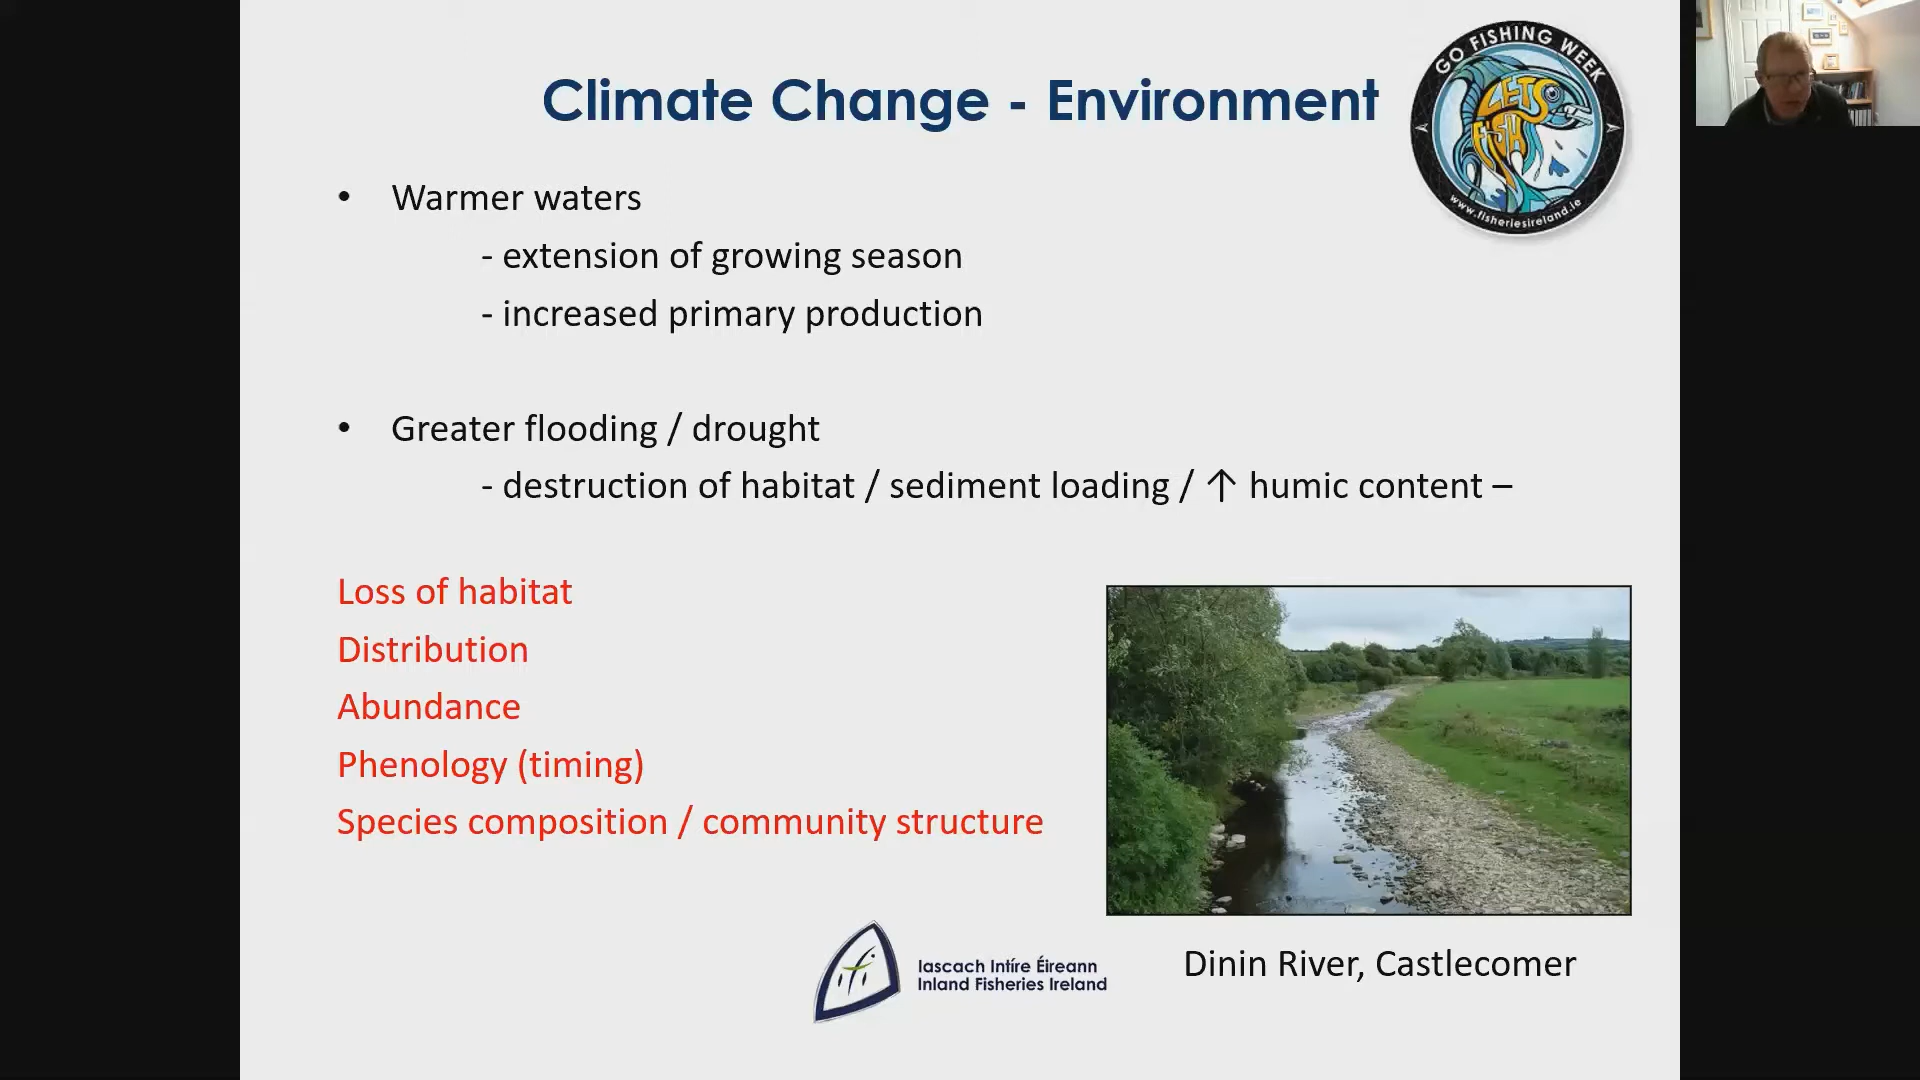 Climate Change - Environment
GO FISHING WEEK
LETS
FISH
www.fisheriesireland.ie
• Warmer waters
- extension of growing season
- increased primary production
• Greater flooding / drought
- destruction of habitat / sediment loading / ↑ humic content –
Loss of habitat
Distribution
Abundance
Phenology (timing)
Species composition / community structure
ifi
Iascach Intíre Éireann
Inland Fisheries Ireland
Dinin River, Castlecomer